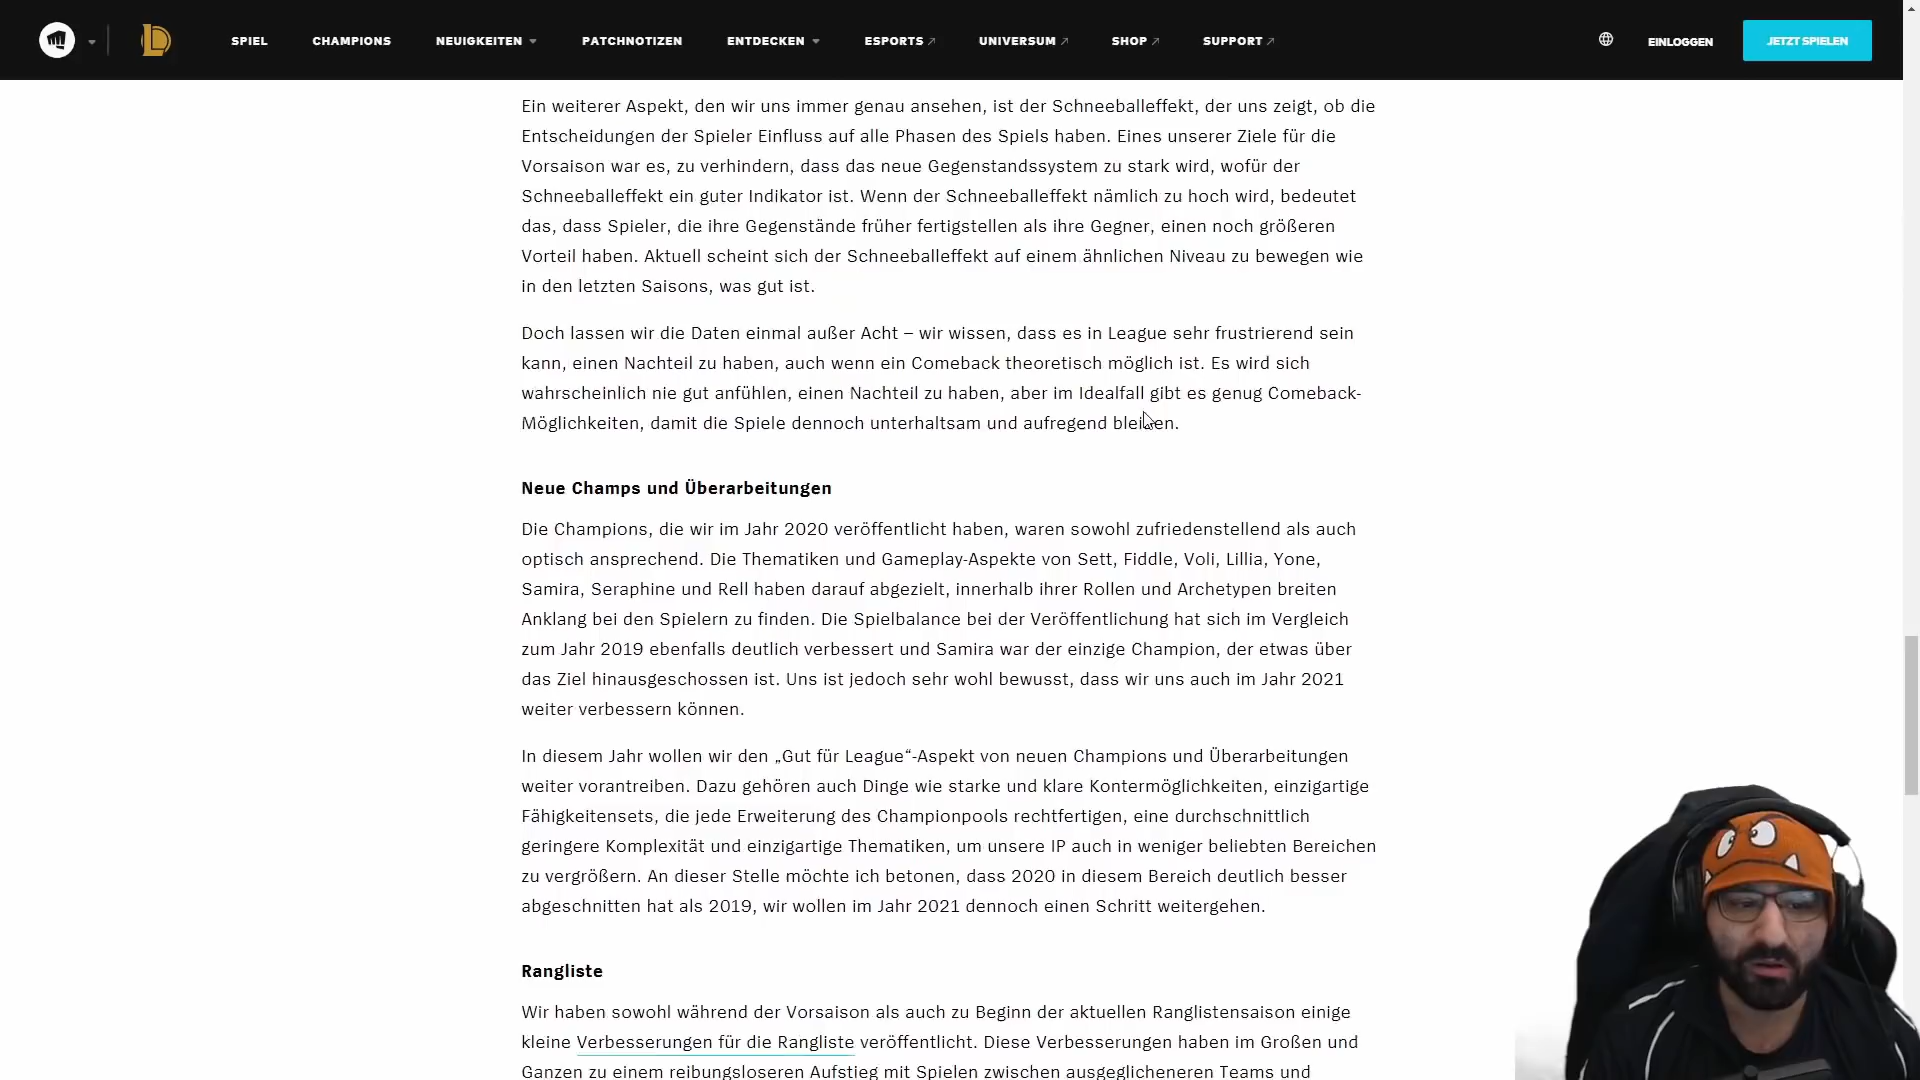 SPIEL CHAMPIONS NEUIGKEITEN PATCHNOTIZEN ENTDECKEN ESPORTS UNIVERSUM SHOP SUPPORT EINLOGGEN JETZT SPIELEN
Ein weiterer Aspekt, den wir uns immer genau ansehen, ist der Schneeballeffekt, der uns zeigt, ob die
Entscheidungen der Spieler Einfluss auf alle Phasen des Spiels haben. Eines unserer Ziele für die
Vorsaison war es, zu verhindern, dass das neue Gegenstandssystem zu stark wird, wofür der
Schneeballeffekt ein guter Indikator ist. Wenn der Schneeballeffekt nämlich zu hoch wird, bedeutet
das, dass Spieler, die ihre Gegenstände früher fertigstellen als ihre Gegner, einen noch größeren
Vorteil haben. Aktuell scheint sich der Schneeballeffekt auf einem ähnlichen Niveau zu bewegen wie
in den letzten Saisons, was gut ist.
Doch lassen wir die Daten einmal außer Acht – wir wissen, dass es in League sehr frustrierend sein
kann, einen Nachteil zu haben, auch wenn ein Comeback theoretisch möglich ist. Es wird sich
wahrscheinlich nie gut anfühlen, einen Nachteil zu haben, aber im Idealfall gibt es genug Comeback-
Möglichkeiten, damit die Spiele dennoch unterhaltsam und aufregend bleiben.
Neue Champs und Überarbeitungen
Die Champions, die wir im Jahr 2020 veröffentlicht haben, waren sowohl zufriedenstellend als auch
optisch ansprechend. Die Thematiken und Gameplay-Aspekte von Sett, Fiddle, Voli, Lillia, Yone,
Samira, Seraphine und Rell haben darauf abgezielt, innerhalb ihrer Rollen und Archetypen breiten
Anklang bei den Spielern zu finden. Die Spielbalance bei der Veröffentlichung hat sich im Vergleich
zum Jahr 2019 ebenfalls deutlich verbessert und Samira war der einzige Champion, der etwas über
das Ziel hinausgeschossen ist. Uns ist jedoch sehr wohl bewusst, dass wir uns auch im Jahr 2021
weiter verbessern können.
In diesem Jahr wollen wir den „Gut für League“-Aspekt von neuen Champions und Überarbeitungen
weiter vorantreiben. Dazu gehören auch Dinge wie starke und klare Kontermöglichkeiten, einzigartige
Fähigkeitensets, die jede Erweiterung des Championpools rechtfertigen, eine durchschnittlich
geringere Komplexität und einzigartige Thematiken, um unsere IP auch in weniger beliebten Bereichen
zu vergrößern. An dieser Stelle möchte ich betonen, dass 2020 in diesem Bereich deutlich besser
abgeschnitten hat als 2019, wir wollen im Jahr 2021 dennoch einen Schritt weitergehen.
Rangliste
Wir haben sowohl während der Vorsaison als auch zu Beginn der aktuellen Ranglistensaison einige
kleine Verbesserungen für die Rangliste veröffentlicht. Diese Verbesserungen haben im Großen und
Ganzen zu einem reibungsloseren Aufstieg mit Spielen zwischen ausgeglicheneren Teams und